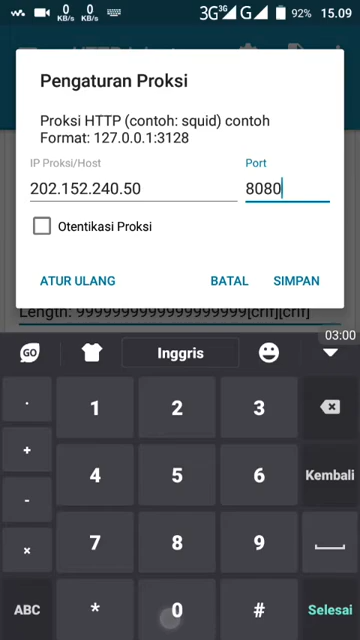 0 KB/s 0 KB/s 3G 3G G 92% 15.09
Pengaturan Proksi
Proksi HTTP (contoh: squid) contoh
Format: 127.0.0.1:3128
IP Proksi/Host Port
202.152.240.50 8080
Otentikasi Proksi
ATUR ULANG BATAL SIMPAN
Length: 9999999999999999999[crlf][crlf]
03:00
GO Inggris
. 1 2 3
+ 4 5 6 Kembali
-
× 7 8 9
ABC * 0 # Selesai